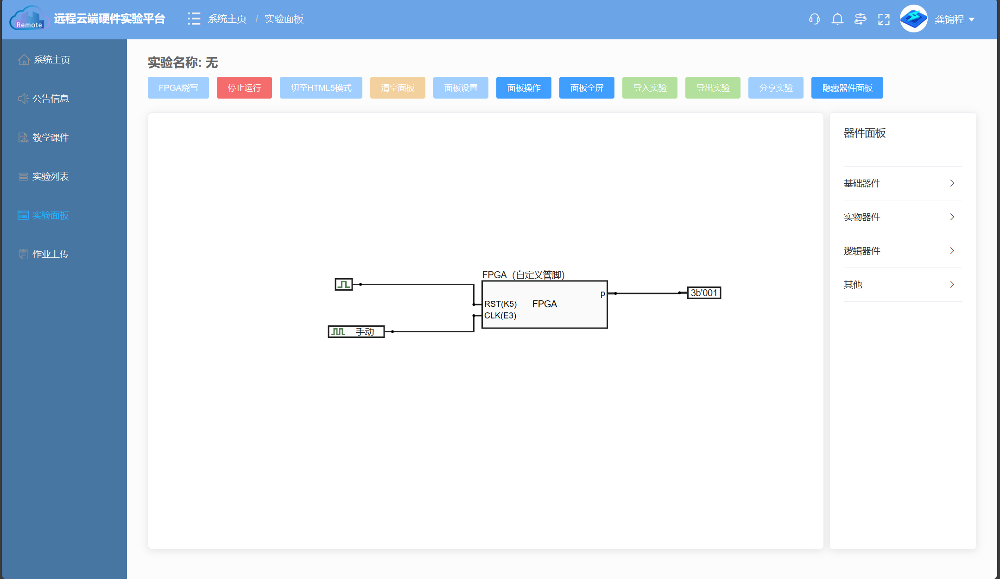 Remote
远程云端硬件实验平台
系统主页 / 实验面板
龚锦程
系统主页
公告信息
教学课件
实验列表
实验面板
作业上传
实验名称: 无
FPGA烧写
停止运行
切至HTML5模式
清空面板
面板设置
面板操作
面板全屏
导入实验
导出实验
分享实验
隐藏器件面板
FPGA（自定义管脚）
p
3b'001
RST(K5)
FPGA
CLK(E3)
手动
器件面板
基础器件
实物器件
逻辑器件
其他